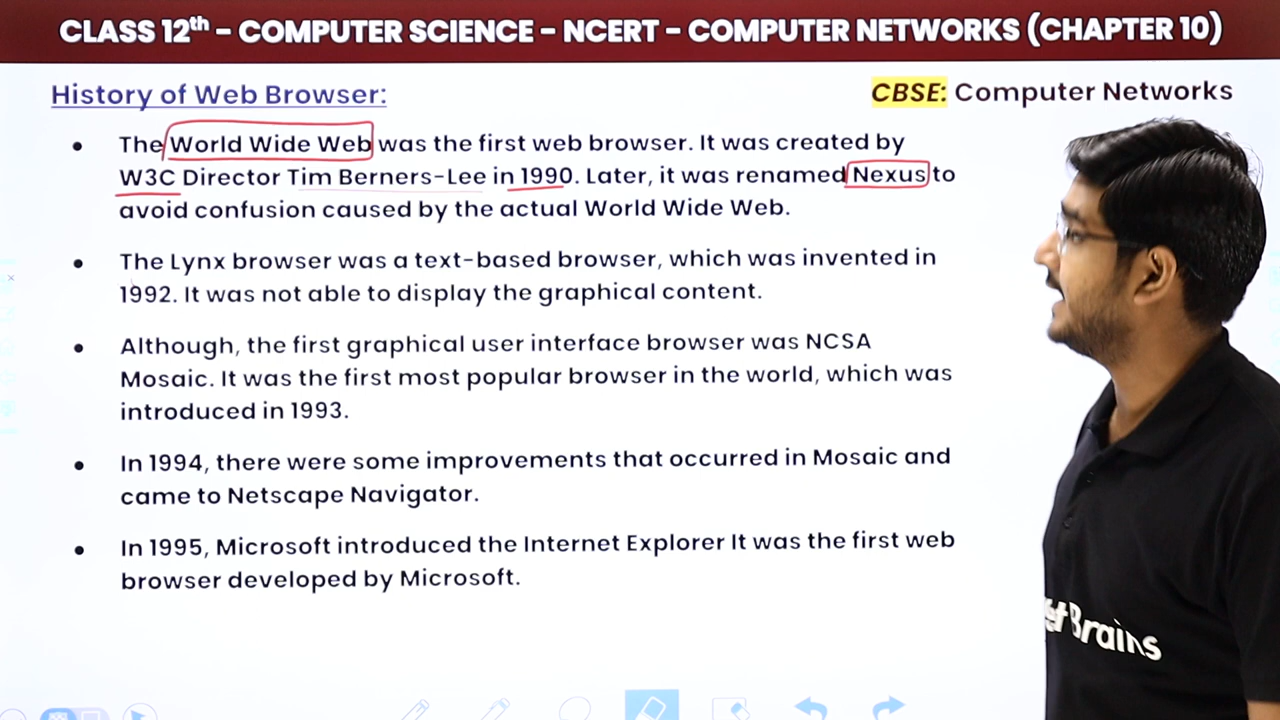 CLASS 12th - COMPUTER SCIENCE - NCERT - COMPUTER NETWORKS (CHAPTER 10)
History of Web Browser:
CBSE: Computer Networks
• The World Wide Web was the first web browser. It was created by
W3C Director Tim Berners-Lee in 1990. Later, it was renamed Nexus to
avoid confusion caused by the actual World Wide Web.
• The Lynx browser was a text-based browser, which was invented in
1992. It was not able to display the graphical content.
• Although, the first graphical user interface browser was NCSA
Mosaic. It was the first most popular browser in the world, which was
introduced in 1993.
• In 1994, there were some improvements that occurred in Mosaic and
came to Netscape Navigator.
• In 1995, Microsoft introduced the Internet Explorer It was the first web
browser developed by Microsoft.
Brains